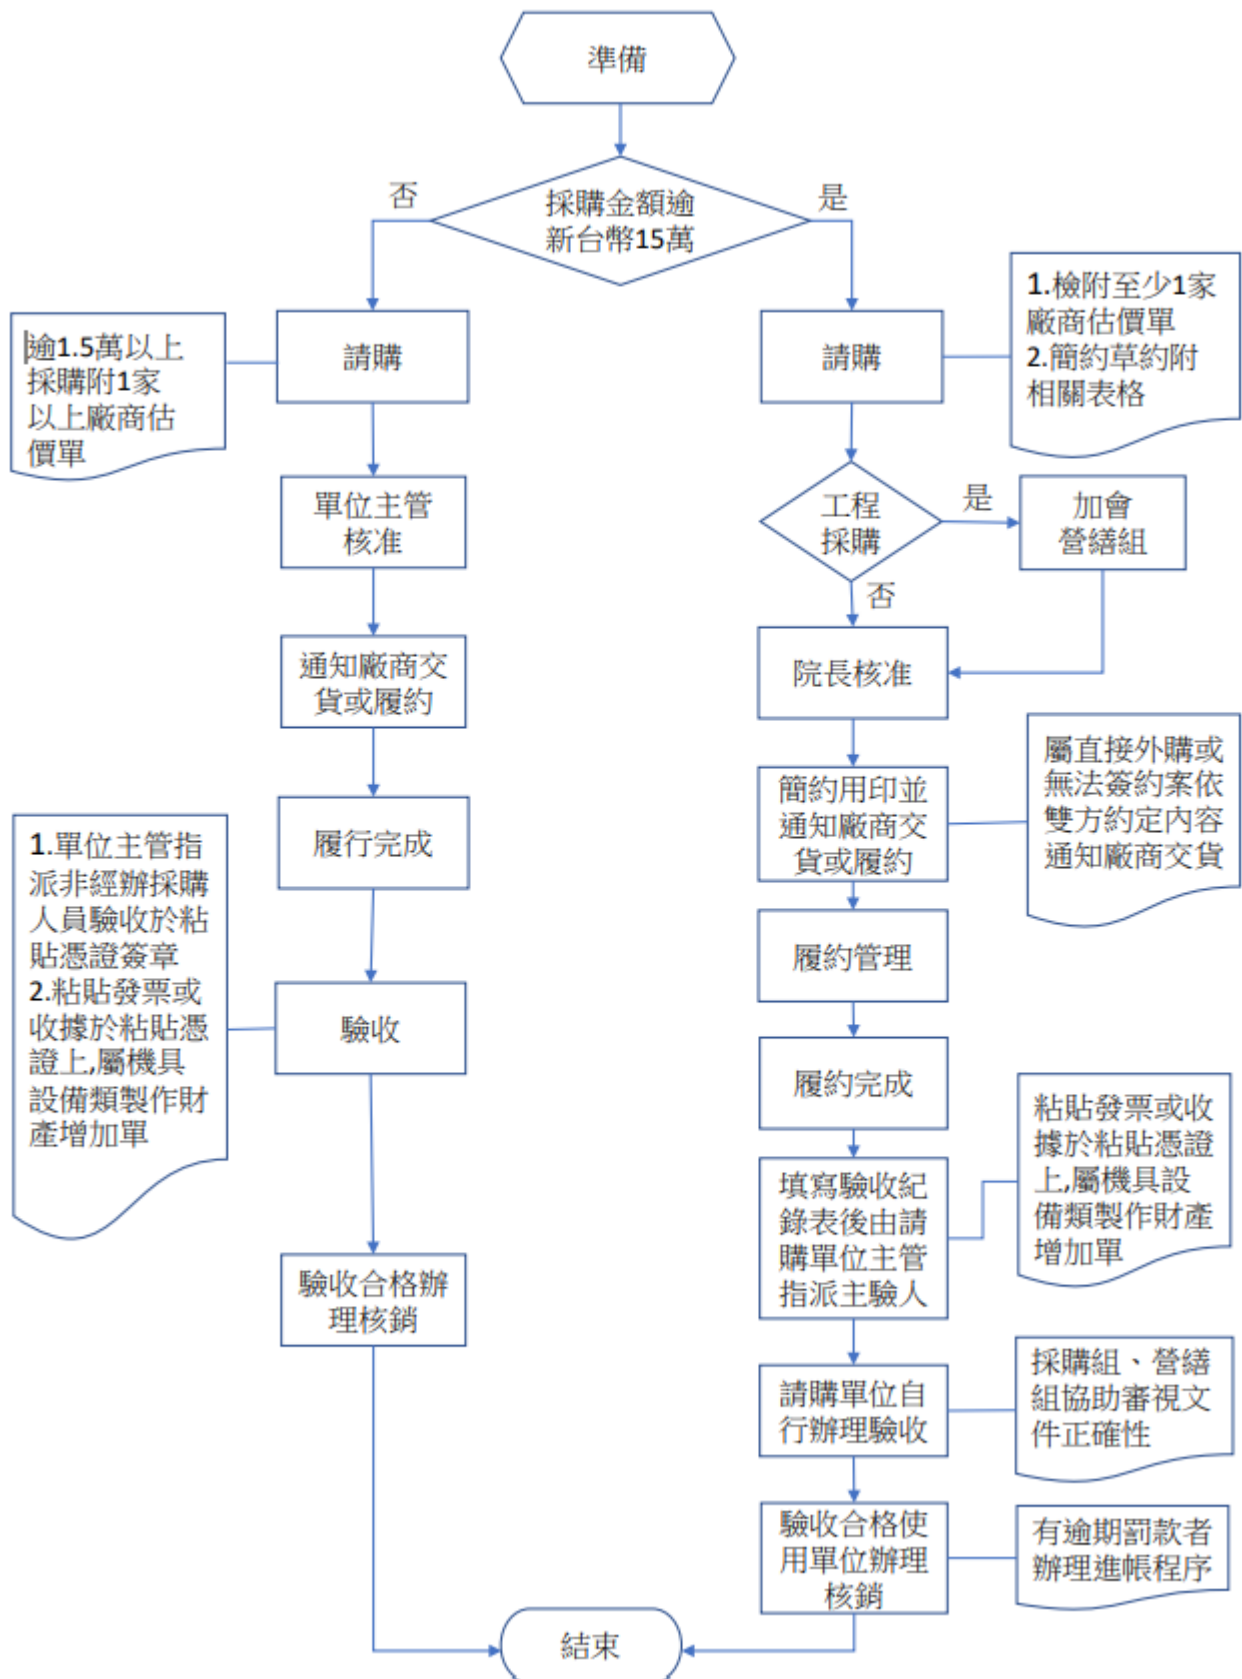 準備
採購金額逾
新台幣15萬
否
是
請購
逾1.5萬以上
採購附1家
以上廠商估
價單
單位主管
核准
通知廠商交
貨或履約
履行完成
驗收
1.單位主管指
派非經辦採購
人員驗收於粘
貼憑證簽章
2.粘貼發票或
收據於粘貼憑
證上,屬機具
設備類製作財
產增加單
驗收合格辦
理核銷
請購
1.檢附至少1家
廠商估價單
2.簡約草約附
相關表格
工程
採購
是
加會
營繕組
否
院長核准
簡約用印並
通知廠商交
貨或履約
屬直接外購或
無法簽約案依
雙方約定內容
通知廠商交貨
履約管理
履約完成
填寫驗收紀
錄表後由請
購單位主管
指派主驗人
粘貼發票或收
據於粘貼憑證
上,屬機具設
備類製作財產
增加單
請購單位自
行辦理驗收
採購組、營繕
組協助審視文
件正確性
驗收合格使
用單位辦理
核銷
有逾期罰款者
辦理進帳程序
結束